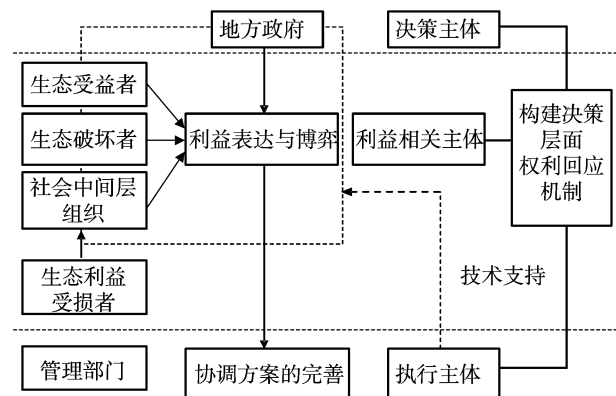 地方政府
决策主体
生态受益者
生态破坏者
社会中间层
组织
生态利益
受损者
利益表达与博弈
利益相关主体
构建决策
层面
权利回应
机制
技术支持
管理部门
协调方案的完善
执行主体